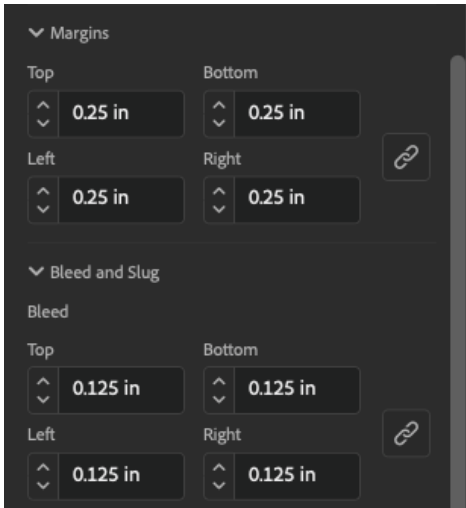 Margins
Top Bottom
0.25 in 0.25 in
Left Right
0.25 in 0.25 in
Bleed and Slug
Bleed
Top Bottom
0.125 in 0.125 in
Left Right
0.125 in 0.125 in